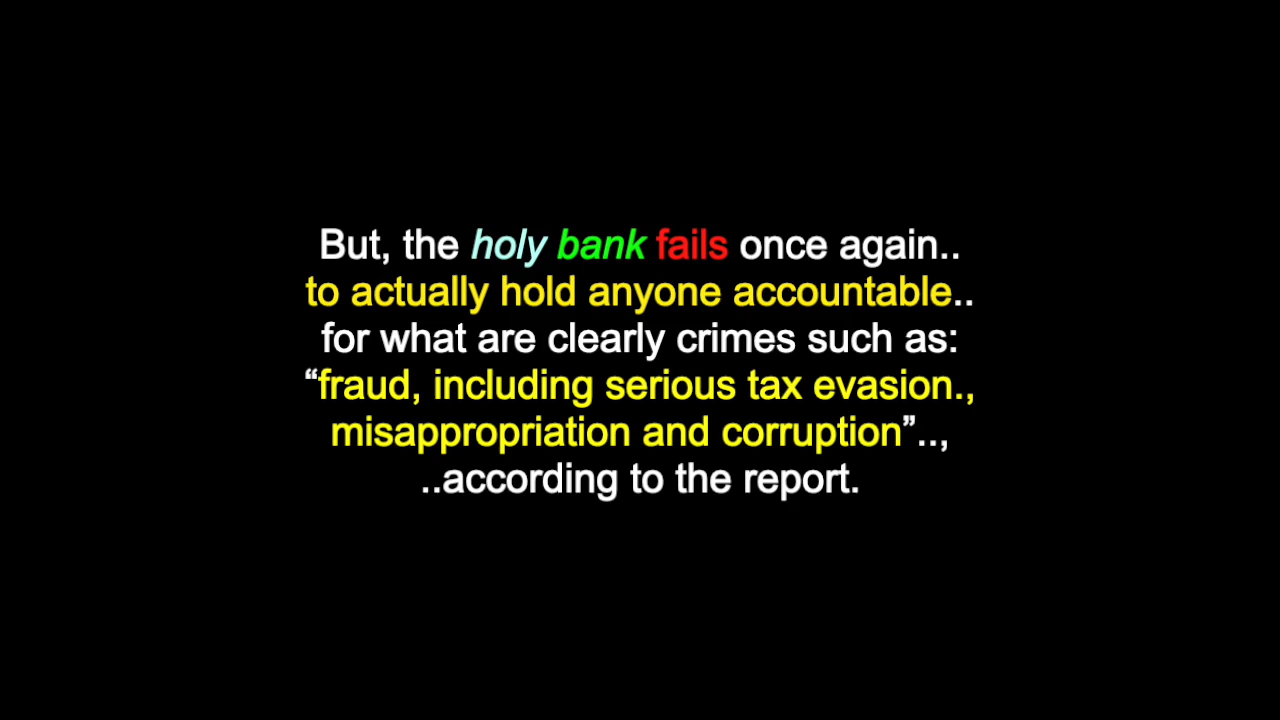 But, the holy bank fails once again..
to actually hold anyone accountable..
for what are clearly crimes such as:
“fraud, including serious tax evasion.,
misappropriation and corruption”..,
..according to the report.